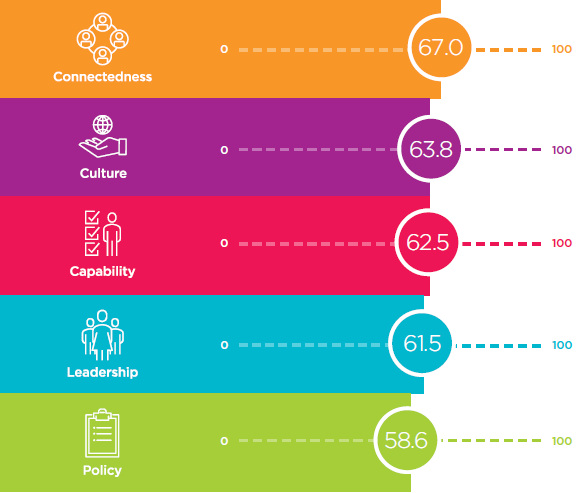 Connectedness
0 67.0 100
Culture
0 63.8 100
Capability
0 62.5 100
Leadership
0 61.5 100
Policy
0 58.6 100